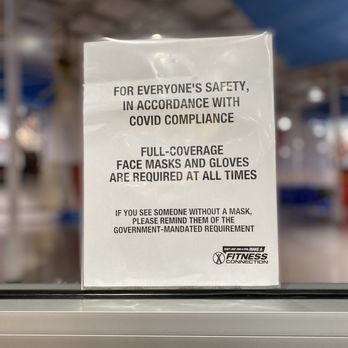 FOR EVERYONE'S SAFETY,
IN ACCORDANCE WITH
COVID COMPLIANCE
FULL-COVERAGE
FACE MASKS AND GLOVES
ARE REQUIRED AT ALL TIMES
IF YOU SEE SOMEONE WITHOUT A MASK,
PLEASE REMIND THEM OF THE
GOVERNMENT-MANDATED REQUIREMENT
MAKE A
FITNESS
CONNECTION